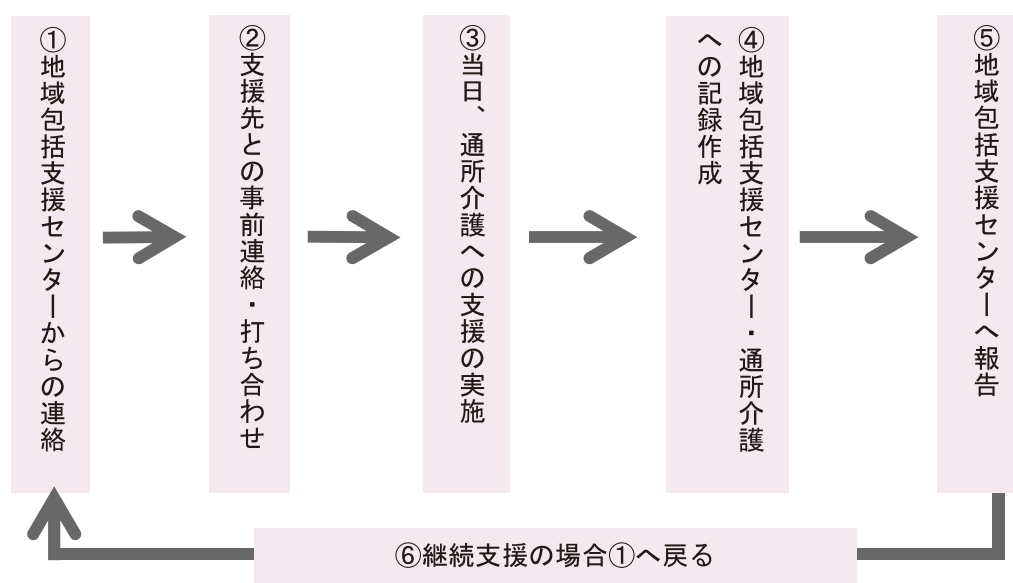 ①地域包括支援センターからの連絡
②支援先との事前連絡・打ち合わせ
③当日、通所介護への支援の実施
④地域包括支援センター・通所介護
への記録作成
⑤地域包括支援センターへ報告
⑥継続支援の場合①へ戻る